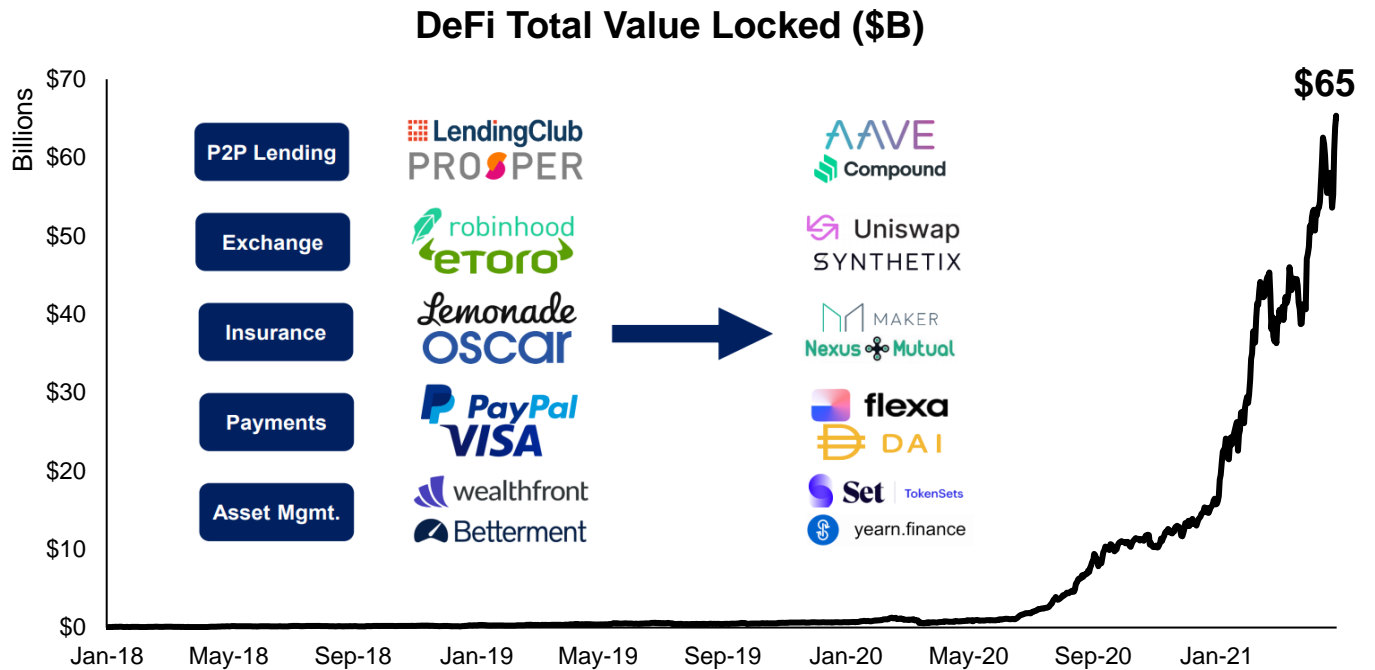 DeFi Total Value Locked ($B)
Billions
$70
$60
$50
$40
$30
$20
$10
$0
$65
P2P Lending
LendingClub
PROSPER
AAVE
Compound
Exchange
robinhood
eTORO
Uniswap
SYNTHETIX
Insurance
Lemonade
oscar
MAKER
Nexus Mutual
Payments
PayPal
VISA
flexa
DAI
Asset Mgmt.
wealthfront
Betterment
Set TokenSets
yearn.finance
Jan-18 May-18 Sep-18 Jan-19 May-19 Sep-19 Jan-20 May-20 Sep-20 Jan-21